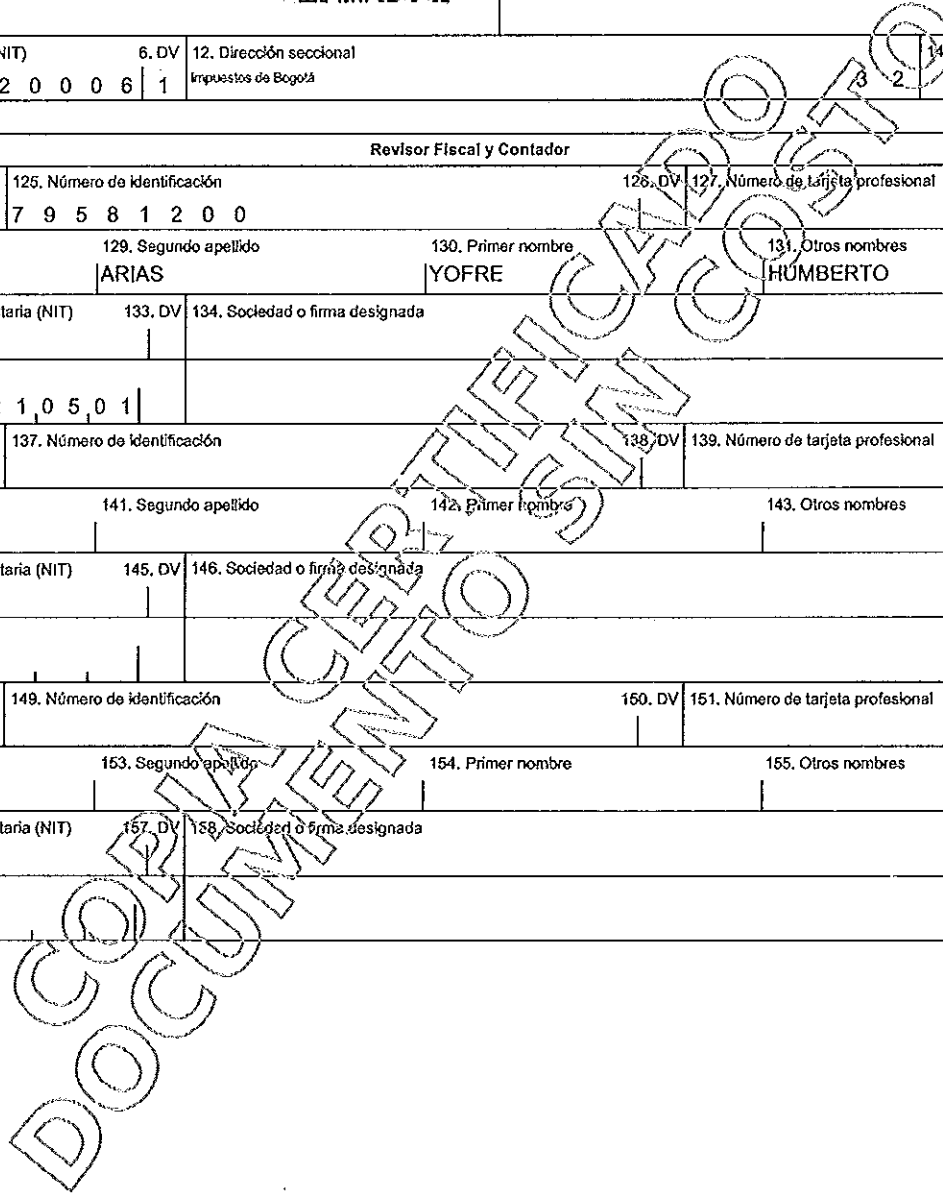 NIT) 6. DV 12. Dirección seccional 14
2 0 0 0 6 1 Impuestos de Bogotá 3 2
Revisor Fiscal y Contador
125. Número de identificación 126. DV 127. Número de tarjeta profesional
7 9 5 8 1 2 0 0
129. Segundo apellido 130. Primer nombre 131. Otros nombres
ARIAS YOFRE HUMBERTO
taria (NIT) 133. DV 134. Sociedad o firma designada
1 0 5 0 1
137. Número de identificación 138. DV 139. Número de tarjeta profesional
141. Segundo apellido 142. Primer nombre 143. Otros nombres
taria (NIT) 145. DV 146. Sociedad o firma designada
149. Número de identificación 150. DV 151. Número de tarjeta profesional
153. Segundo apellido 154. Primer nombre 155. Otros nombres
taria (NIT) 157. DV 158. Sociedad o firma designada
COPIA CERTIFICADO
DOCUMENTO SIN COSTO